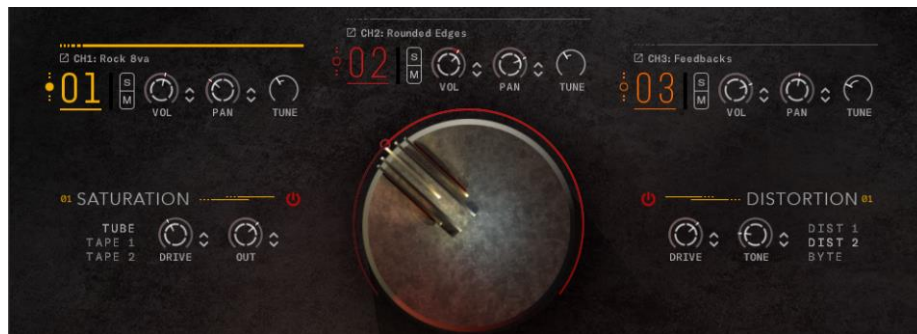 CH1: Rock 8va
01
S
M
VOL
PAN
TUNE
CH2: Rounded Edges
02
S
M
VOL
PAN
TUNE
CH3: Feedbacks
03
S
M
VOL
PAN
TUNE
01 SATURATION
TUBE
TAPE 1
TAPE 2
DRIVE
OUT
DISTORTION 01
DRIVE
TONE
DIST 1
DIST 2
BYTE